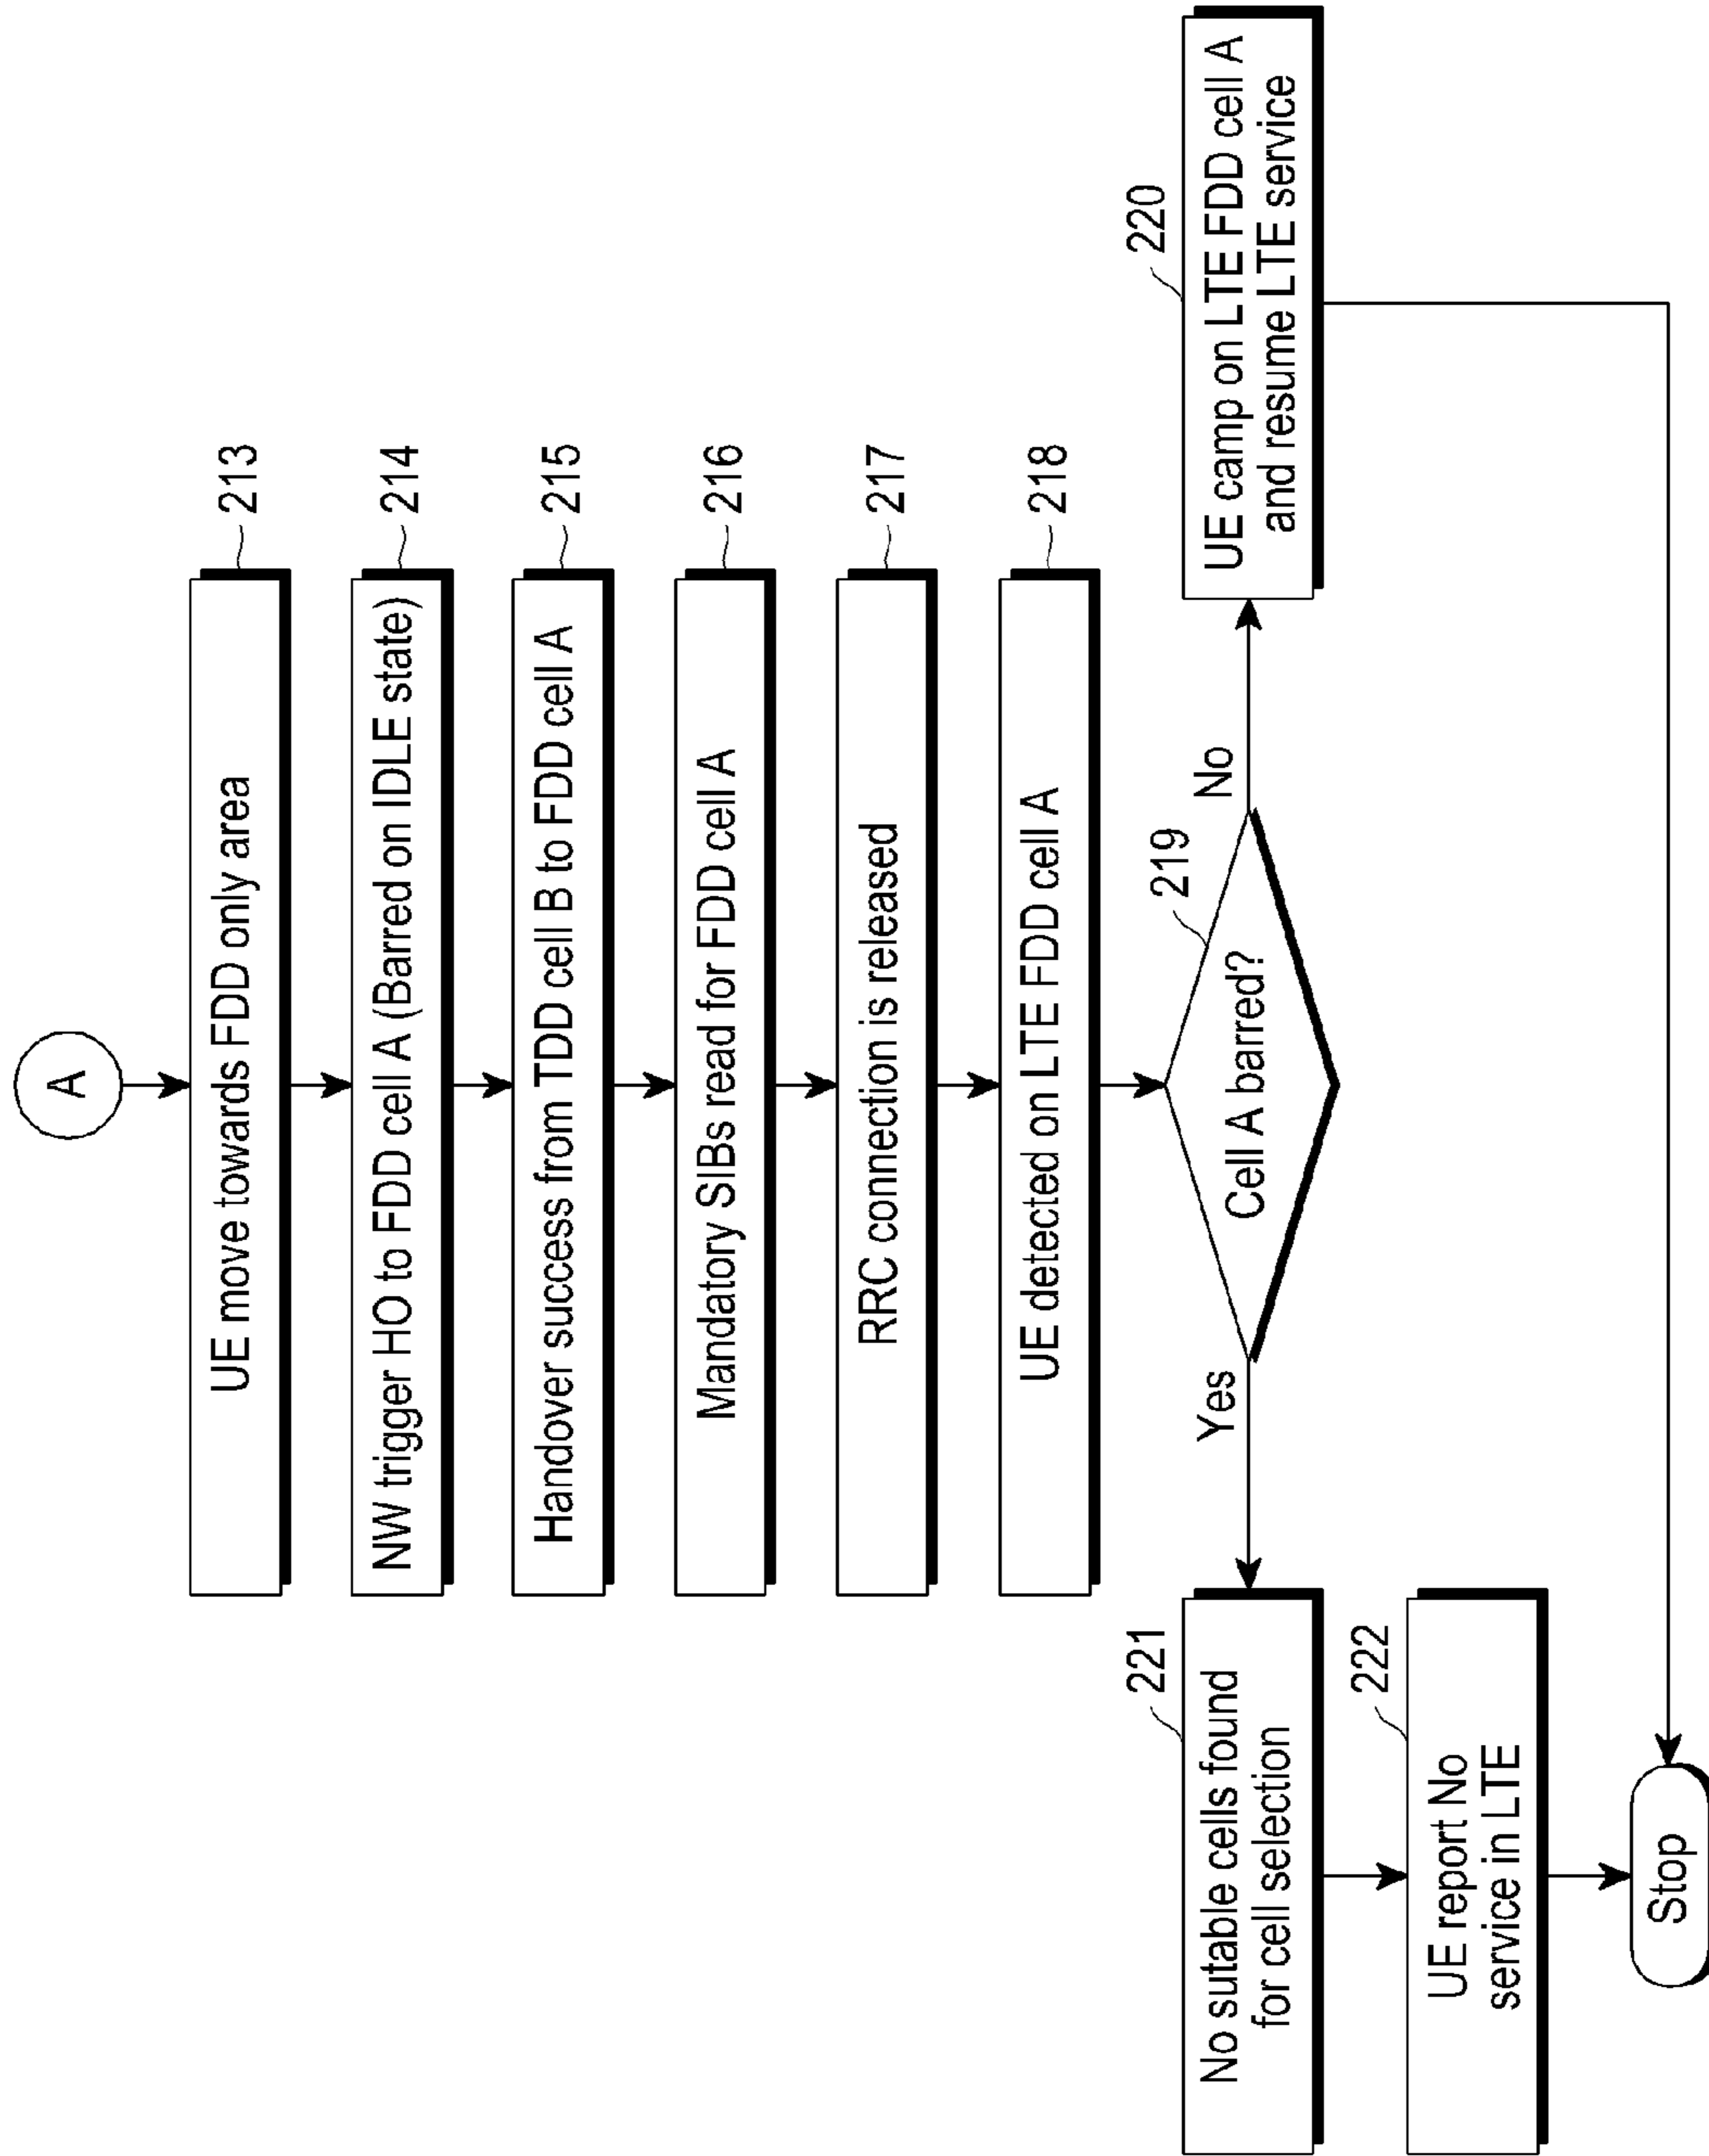 A
UE move towards FDD only area
213
NW trigger HO to FDD cell A (Barred on IDLE state)
214
Handover success from TDD cell B to FDD cell A
215
Mandatory SIBs read for FDD cell A
216
RRC connection is released
217
UE detected on LTE FDD cell A
218
Cell A barred?
219
Yes
No
221
No sutable cells found
for cell selection
220
UE camp on LTE FDD cell A
and resume LTE service
222
UE report No
service in LTE
Stop